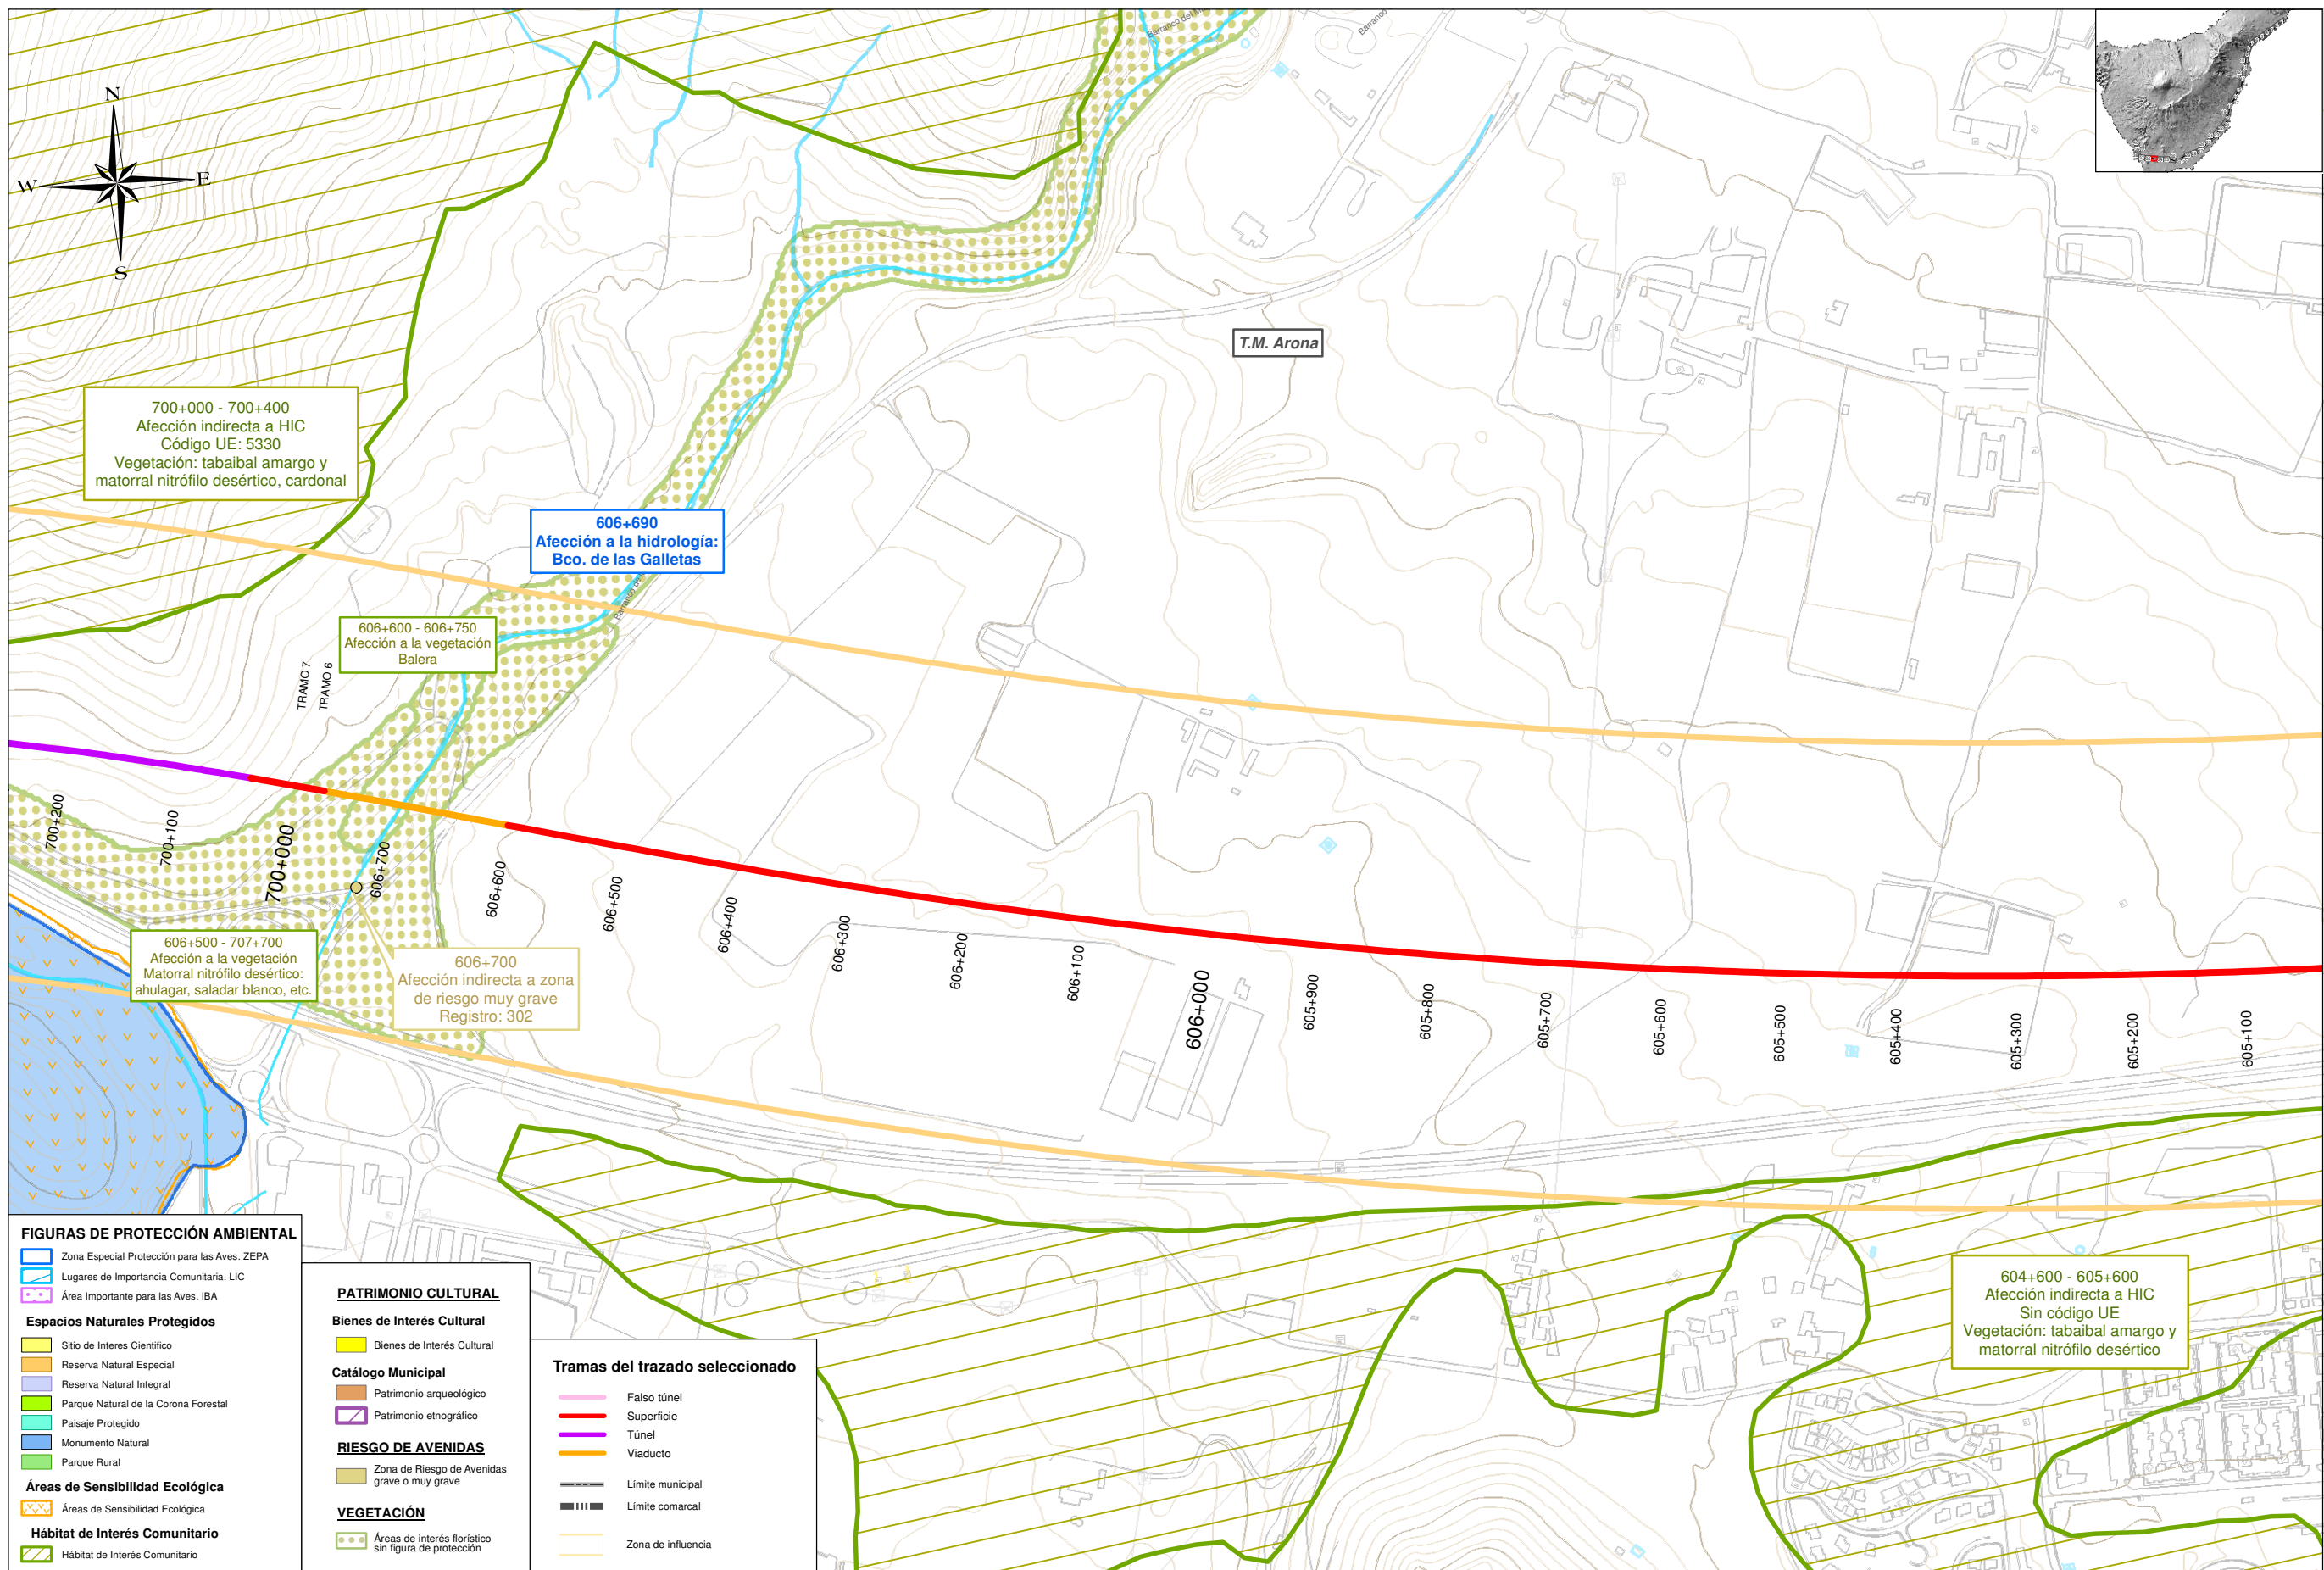 Barranco del
Barranco
N
W
E
S
T.M. Arona
700+000 - 700+400
Afección indirecta a HIC
Código UE: 5330
Vegetación: tabaibal amargo y
matorral nitrófilo desértico, cardonal
606+690
Afección a la hidrología:
Bco. de las Galletas
Barranco de
606+600 - 606+750
Afección a la vegetación
Balera
TRAMO 7
TRAMO 6
700+200
700+100
700+000
606+700
606+600
606+500
606+400
606+300
606+200
606+100
606+000
605+900
605+800
605+700
605+600
605+500
605+400
605+300
605+200
605+100
606+500 - 707+700
Afección a la vegetación
Matorral nitrófilo desértico:
ahulagar, saladar blanco, etc.
606+700
Afección indirecta a zona
de riesgo muy grave
Registro: 302
604+600 - 605+600
Afección indirecta a HIC
Sin código UE
Vegetación: tabaibal amargo y
matorral nitrófilo desértico
FIGURAS DE PROTECCIÓN AMBIENTAL
Zona Especial Protección para las Aves. ZEPA
Lugares de Importancia Comunitaria. LIC
Área Importante para las Aves. IBA
Espacios Naturales Protegidos
Sitio de Interes Cientifico
Reserva Natural Especial
Reserva Natural Integral
Parque Natural de la Corona Forestal
Paisaje Protegido
Monumento Natural
Parque Rural
Áreas de Sensibilidad Ecológica
Áreas de Sensibilidad Ecológica
Hábitat de Interés Comunitario
Hábitat de Interés Comunitario
PATRIMONIO CULTURAL
Bienes de Interés Cultural
Bienes de Interés Cultural
Catálogo Municipal
Patrimonio arqueológico
Patrimonio etnográfico
RIESGO DE AVENIDAS
Zona de Riesgo de Avenidas
grave o muy grave
VEGETACIÓN
Áreas de interés florístico
sin figura de protección
Tramas del trazado seleccionado
Falso túnel
Superficie
Túnel
Viaducto
Límite municipal
Límite comarcal
Zona de influencia